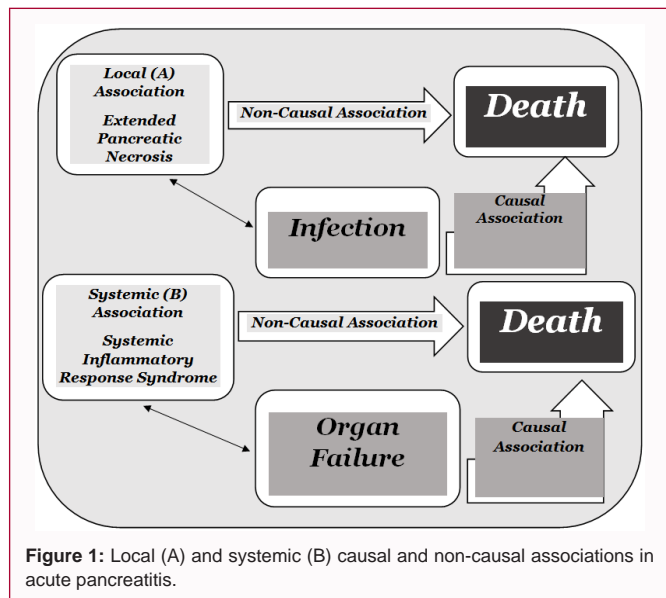 Local (A)
Association
Extended
Pancreatic
Necrosis
Non-Causal Association
Death
Infection
Causal
Association
Systemic (B)
Association
Systemic
Inflammatory
Response Syndrome
Non-Causal Association
Death
Organ
Failure
Causal
Association
Figure 1: Local (A) and systemic (B) causal and non-causal associations in
acute pancreatitis.